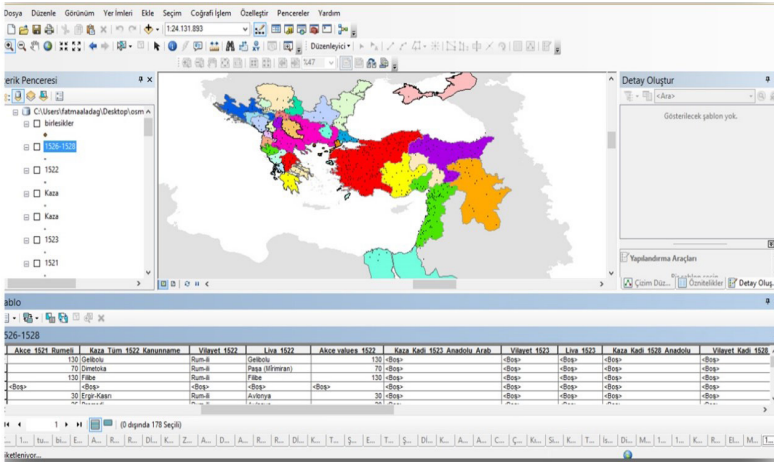 Dosya Düzenle Görünüm Yer İmleri Ekle Seçim Coğrafi İşlem Özelleştir Pencereler Yardım
1:24.131.893
Düzenleyici
%47
erik Penceresi
C:\Users\fatmaaladag\Desktop\osm
birlesikler
1526-1528
1522
Kaza
Kaza
1523
1521
Detay Oluştur
<Ara>
Gösterilecek şablon yok.
Yapılandırma Araçları
Çizim Düz... Öznitelikler Detay Oluş.
ablo
526-1528
Akce 1521 Rumeli Kaza Tüm 1522 Kanunname Vilayet 1522 Liva 1522 Akce values 1522 Kaza Kadi 1523 Anadolu Arab Vilayet 1523 Liva 1523 Kaza Kadi 1528 Anadolu Vilayet Kadi 1528
130 Gelibolu Rum-ili Gelibolu 130 <Boş> <Boş> <Boş> <Boş> <Boş>
70 Dimetoka Rum-ili Paşa (Mirimiran) 70 <Boş> <Boş> <Boş> <Boş> <Boş>
130 Filibe Rum-ili Filibe 130 <Boş> <Boş> <Boş> <Boş> <Boş>
<Boş> <Boş> <Boş> <Boş> <Boş> <Boş> <Boş> <Boş> <Boş> <Boş>
30 Ergir-Kasrı Rum-ili Avlonya 30 <Boş> <Boş> <Boş> <Boş> <Boş>
1 (0 dışında 178 Seçili)
iketleniyor...